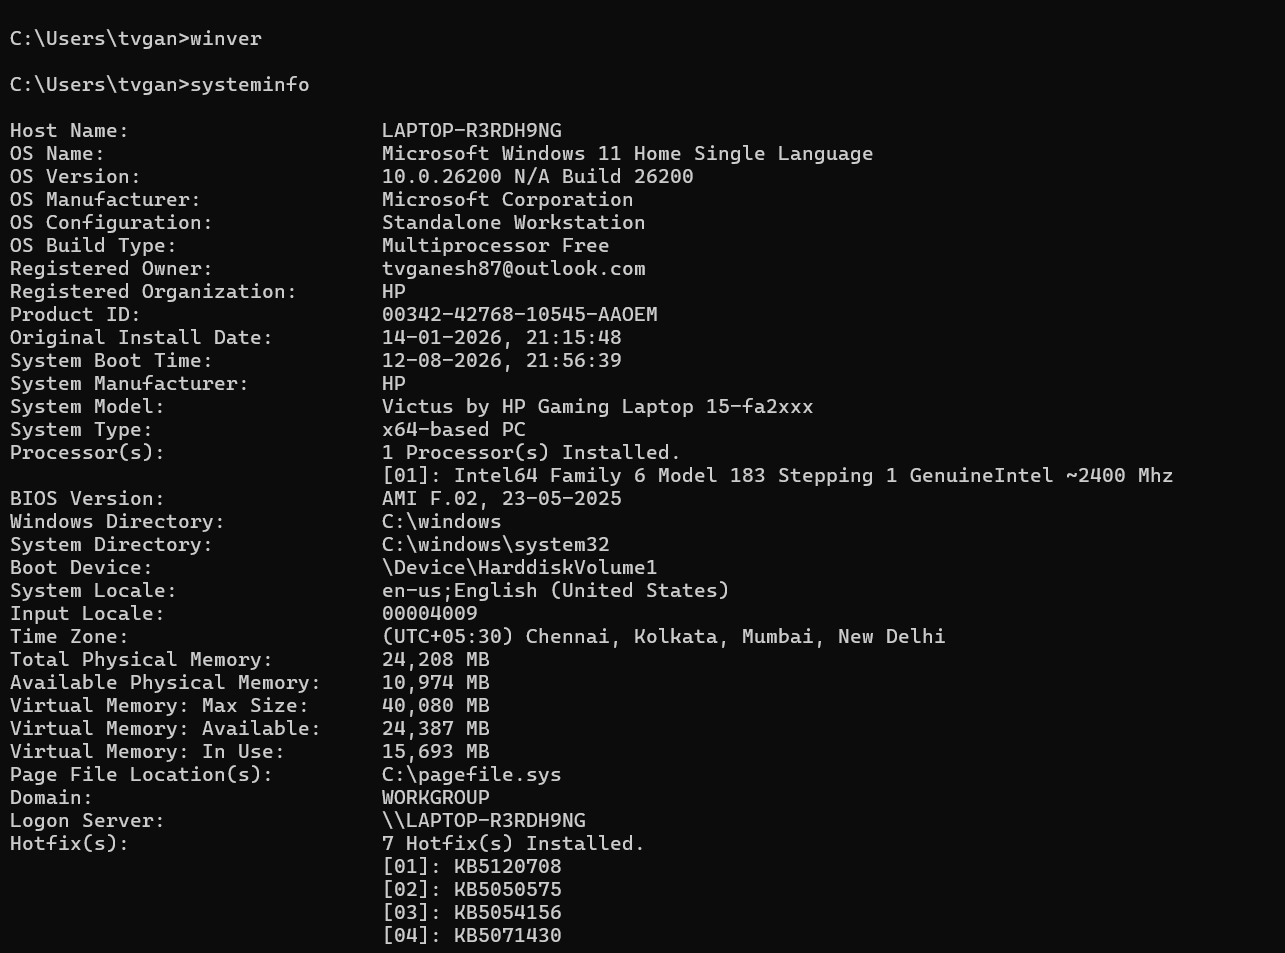 C:\Users\tvgan>winver
C:\Users\tvgan>systeminfo
Host Name: LAPTOP-R3RDH9NG
OS Name: Microsoft Windows 11 Home Single Language
OS Version: 10.0.26200 N/A Build 26200
OS Manufacturer: Microsoft Corporation
OS Configuration: Standalone Workstation
OS Build Type: Multiprocessor Free
Registered Owner: tvganesh87@outlook.com
Registered Organization: HP
Product ID: 00342-42768-10545-AAOEM
Original Install Date: 14-01-2026, 21:15:48
System Boot Time: 12-08-2026, 21:56:39
System Manufacturer: HP
System Model: Victus by HP Gaming Laptop 15-fa2xxx
System Type: x64-based PC
Processor(s): 1 Processor(s) Installed.
[01]: Intel64 Family 6 Model 183 Stepping 1 GenuineIntel ~2400 Mhz
BIOS Version: AMI F.02, 23-05-2025
Windows Directory: C:\windows
System Directory: C:\windows\system32
Boot Device: \Device\HarddiskVolume1
System Locale: en-us;English (United States)
Input Locale: 00004009
Time Zone: (UTC+05:30) Chennai, Kolkata, Mumbai, New Delhi
Total Physical Memory: 24,208 MB
Available Physical Memory: 10,974 MB
Virtual Memory: Max Size: 40,080 MB
Virtual Memory: Available: 24,387 MB
Virtual Memory: In Use: 15,693 MB
Page File Location(s): C:\pagefile.sys
Domain: WORKGROUP
Logon Server: \\LAPTOP-R3RDH9NG
Hotfix(s): 7 Hotfix(s) Installed.
[01]: KB5120708
[02]: KB5050575
[03]: KB5054156
[04]: KB5071430